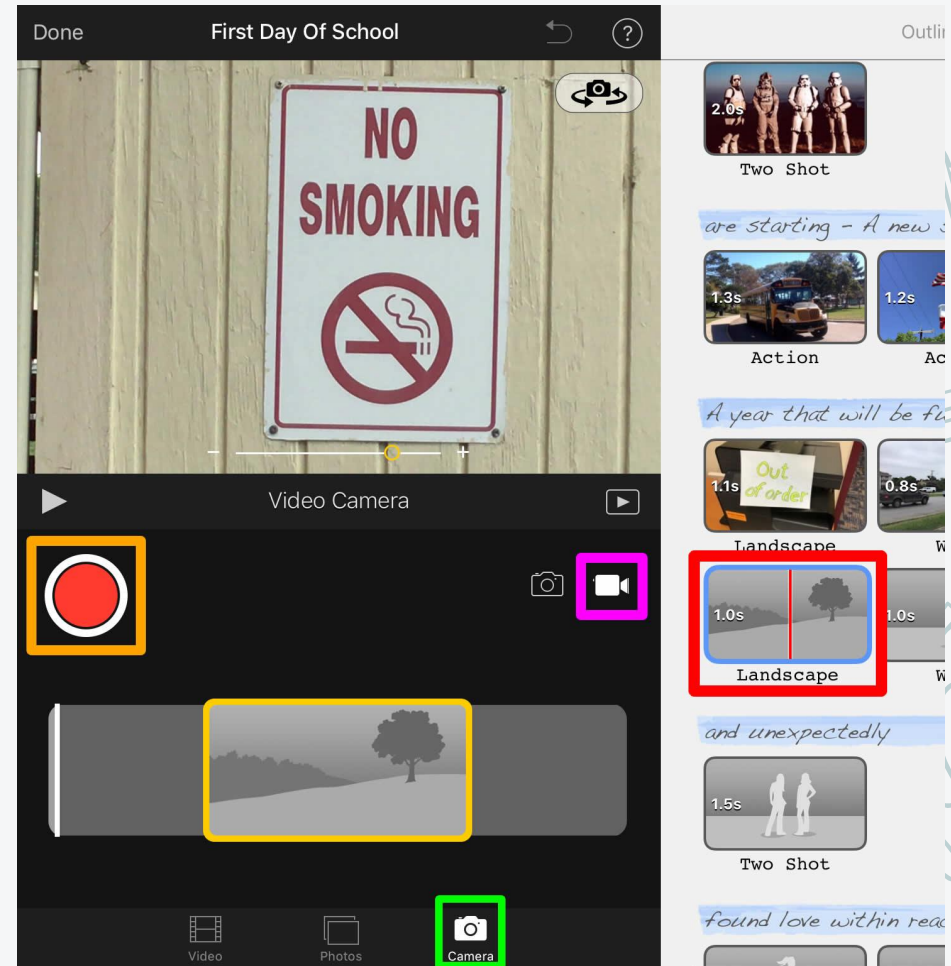 Done
First Day Of School
?
NO
SMOKING
Video Camera
Video
Photos
Camera
2.0s
Two Shot
are starting - A new
1.3s
1.2s
Action
Ac
A year that will be fu
Out
of order
1.1s
0.8s
Landscape
W
1.0s
1.0s
Landscape
W
and unexpectedly
1.5s
Two Shot
found love within reac